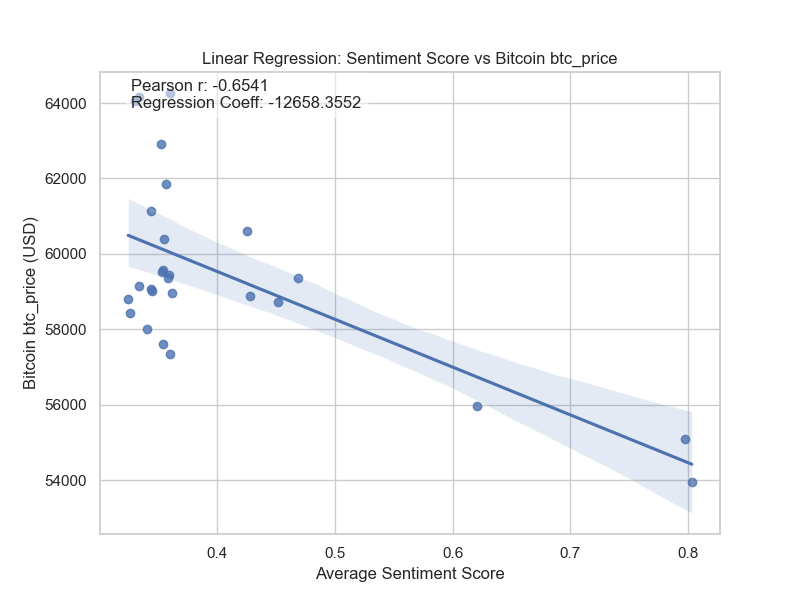 Linear Regression: Sentiment Score vs Bitcoin btc_price
Pearson r: -0.6541
Regression Coeff: -12658.3552
64000
62000
60000
58000
56000
54000
Bitcoin btc_price (USD)
0.4 0.5 0.6 0.7 0.8
Average Sentiment Score